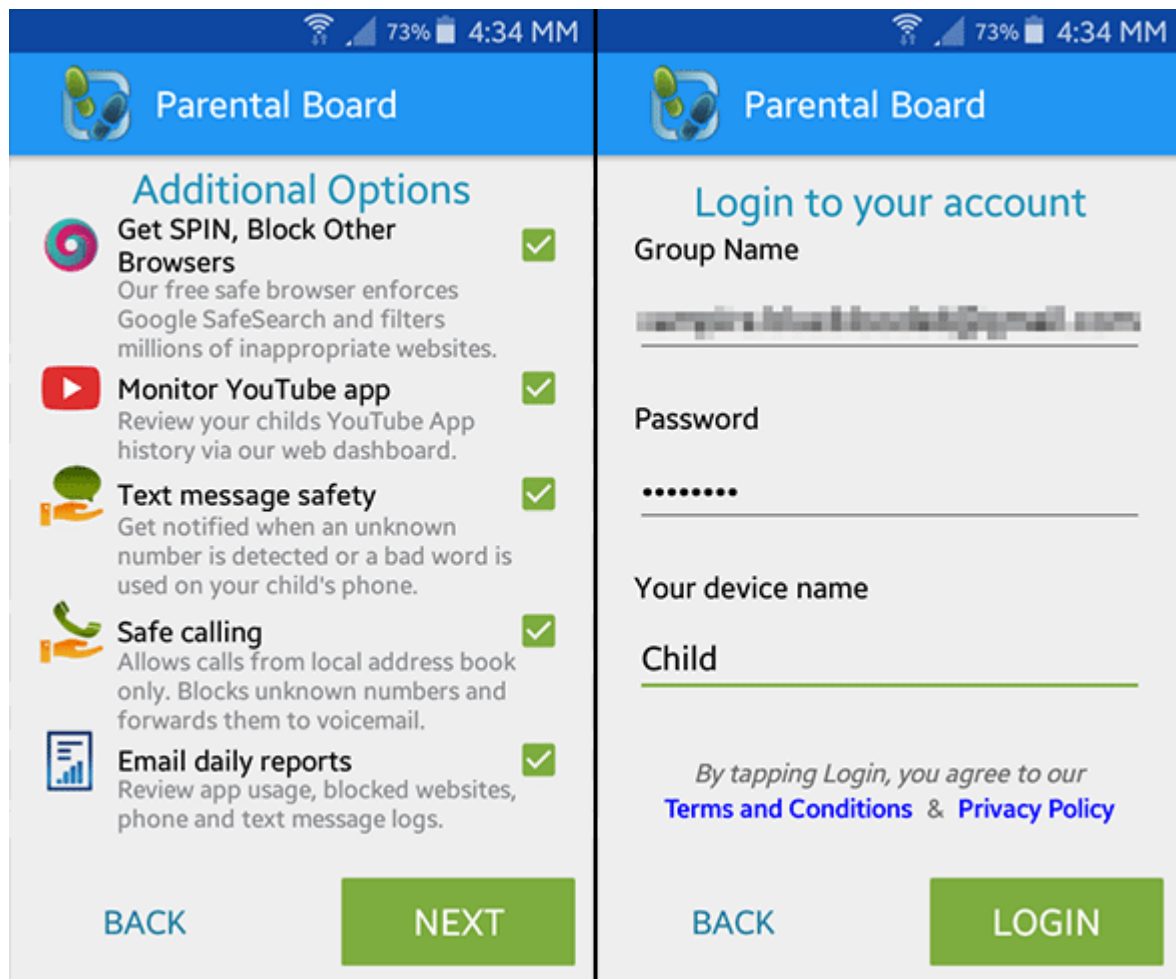 73% 4:34 MM
Parental Board
Additional Options
Get SPIN, Block Other
Browsers
Our free safe browser enforces
Google SafeSearch and filters
millions of inappropriate websites.
Monitor YouTube app
Review your childs YouTube App
history via our web dashboard.
Text message safety
Get notified when an unknown
number is detected or a bad word is
used on your child's phone.
Safe calling
Allows calls from local address book
only. Blocks unknown numbers and
forwards them to voicemail.
Email daily reports
Review app usage, blocked websites,
phone and text message logs.
BACK NEXT
73% 4:34 MM
Parental Board
Login to your account
Group Name
Password
••••••••
Your device name
Child
By tapping Login, you agree to our
Terms and Conditions & Privacy Policy
BACK LOGIN